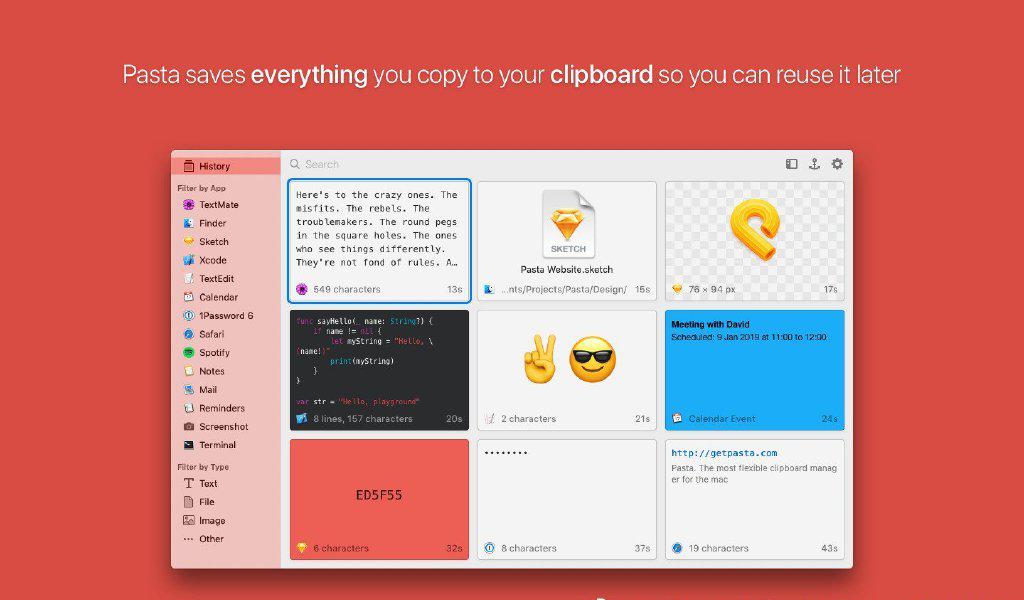 Pasta saves everything you copy to your clipboard so you can reuse it later
History
Filter by App
TextMate
Finder
Sketch
Xcode
TextEdit
Calendar
1Password 6
Safari
Spotify
Notes
Mail
Reminders
Screenshot
Terminal
Filter by Type
Text
File
Image
Other
Search
Here's to the crazy ones. The
misfits. The rebels. The
troublemakers. The round pegs
in the square holes. The ones
who see things differently.
They're not fond of rules. A…
549 characters 13s
SKETCH
Pasta Website.sketch
...nts/Projects/Pasta/Design/ 15s
76 × 94 px 17s
func sayHello(_ name: String?) {
if name != nil {
let myString = "Hello, \
(name!)"
print(myString)
}
}
var str = "Hello, playground"
8 lines, 157 characters 20s
2 characters 21s
Meeting with David
Scheduled: 9 Jan 2019 at 11:00 to 12:00
Calendar Event 24s
ED5F55
6 characters 32s
••••••••
8 characters 37s
http://getpasta.com
Pasta. The most flexible clipboard manag
er for the mac
19 characters 43s